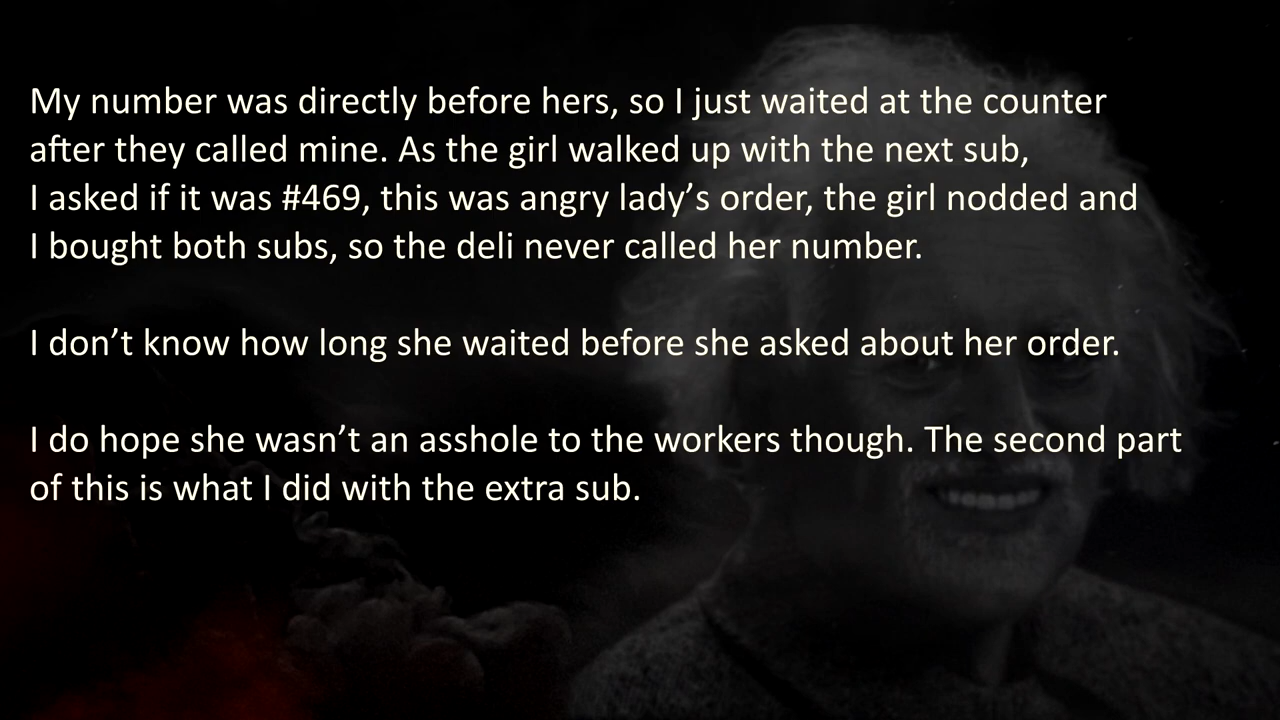 My number was directly before hers, so I just waited at the counter
after they called mine. As the girl walked up with the next sub,
I asked if it was #469, this was angry lady’s order, the girl nodded and
I bought both subs, so the deli never called her number.
I don’t know how long she waited before she asked about her order.
I do hope she wasn’t an asshole to the workers though. The second part
of this is what I did with the extra sub.